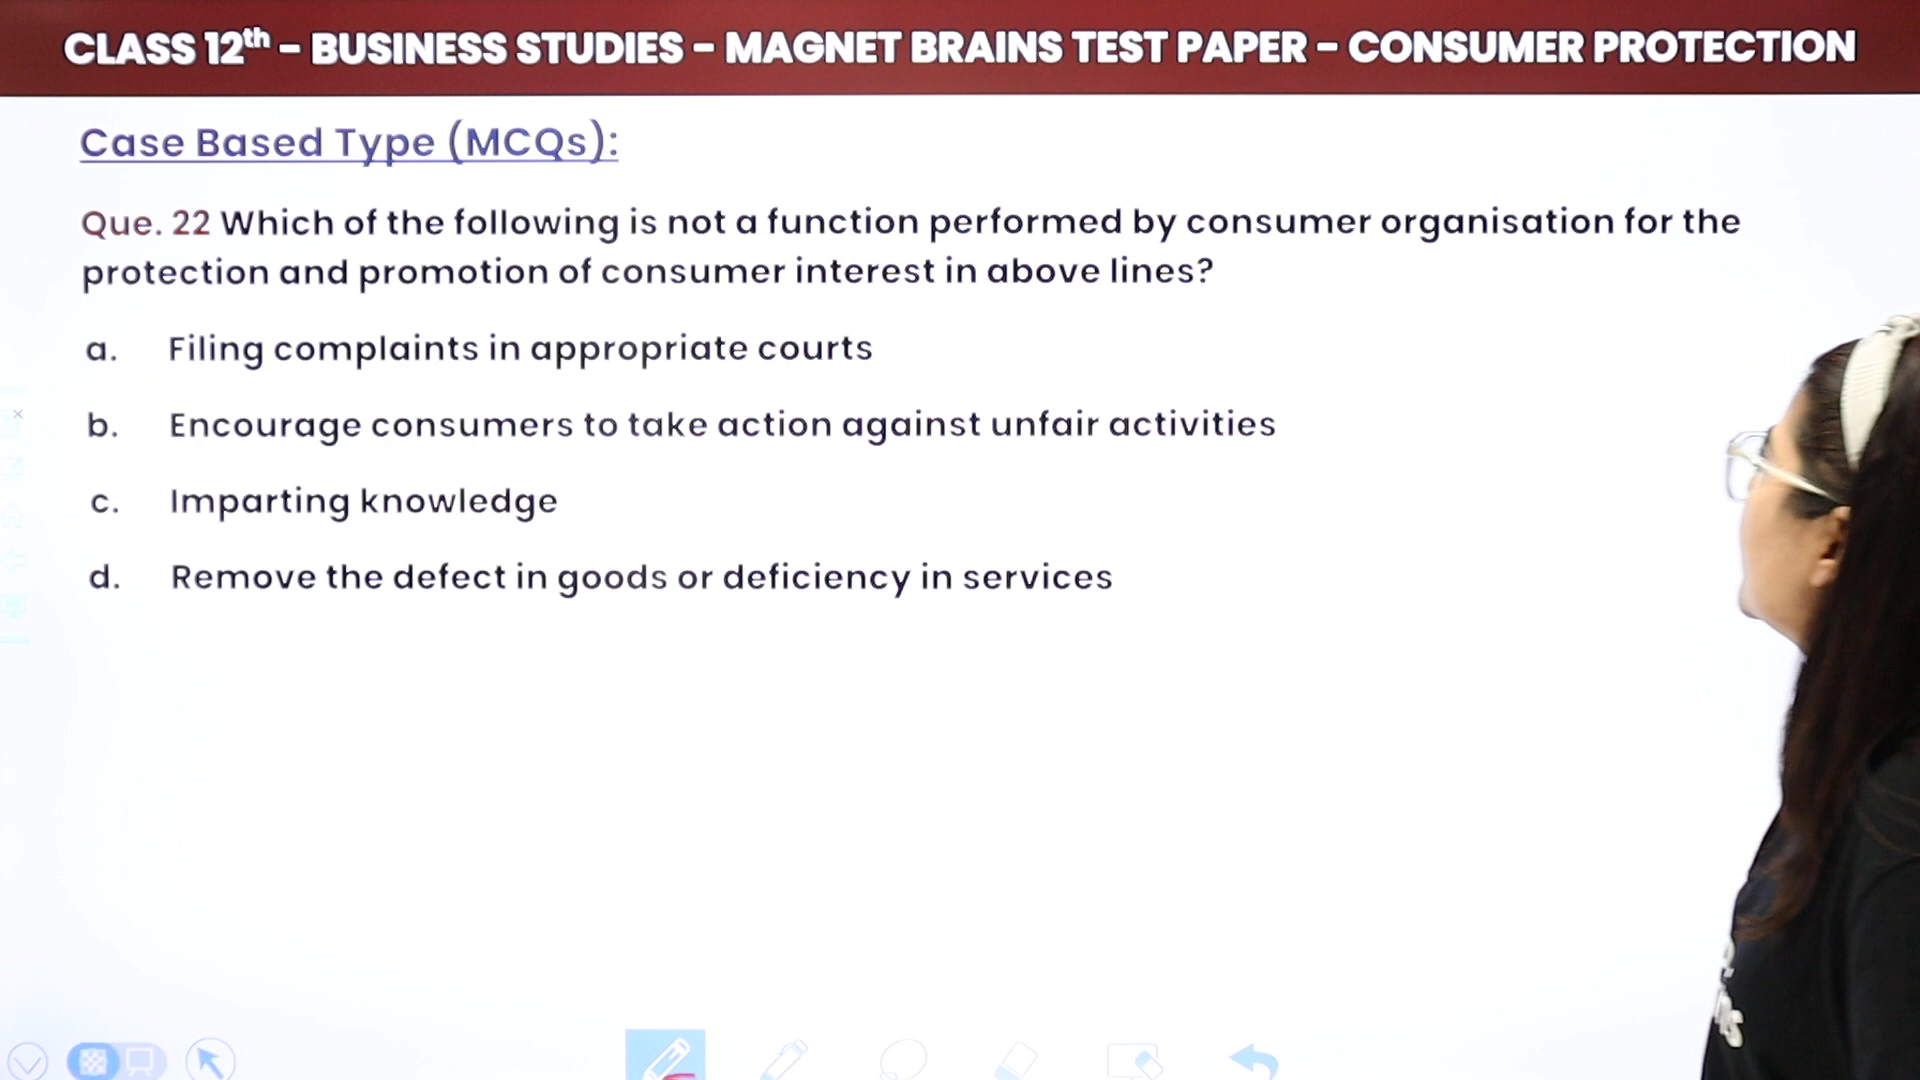 CLASS 12th – BUSINESS STUDIES – MAGNET BRAINS TEST PAPER – CONSUMER PROTECTION
Case Based Type (MCQs):
Que. 22 Which of the following is not a function performed by consumer organisation for the
protection and promotion of consumer interest in above lines?
a. Filing complaints in appropriate courts
b. Encourage consumers to take action against unfair activities
c. Imparting knowledge
d. Remove the defect in goods or deficiency in services